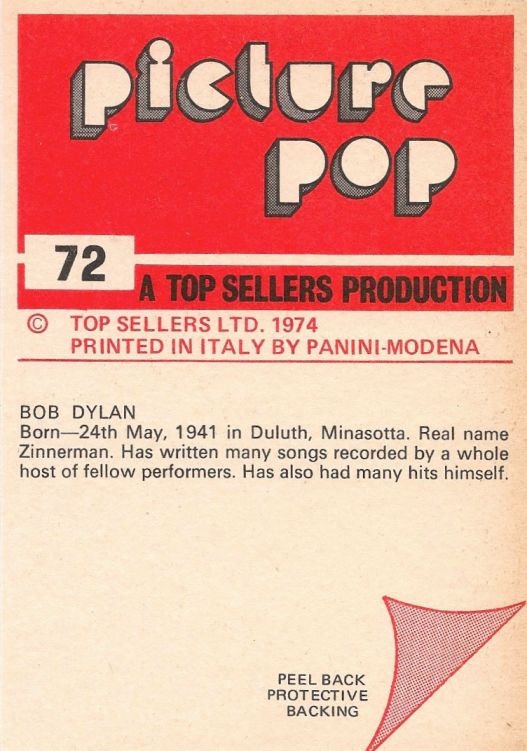 picture
pop
72
A TOP SELLERS PRODUCTION
© TOP SELLERS LTD. 1974
PRINTED IN ITALY BY PANINI-MODENA
BOB DYLAN
Born—24th May, 1941 in Duluth, Minasotta. Real name
Zinnerman. Has written many songs recorded by a whole
host of fellow performers. Has also had many hits himself.
PEEL BACK
PROTECTIVE
BACKING